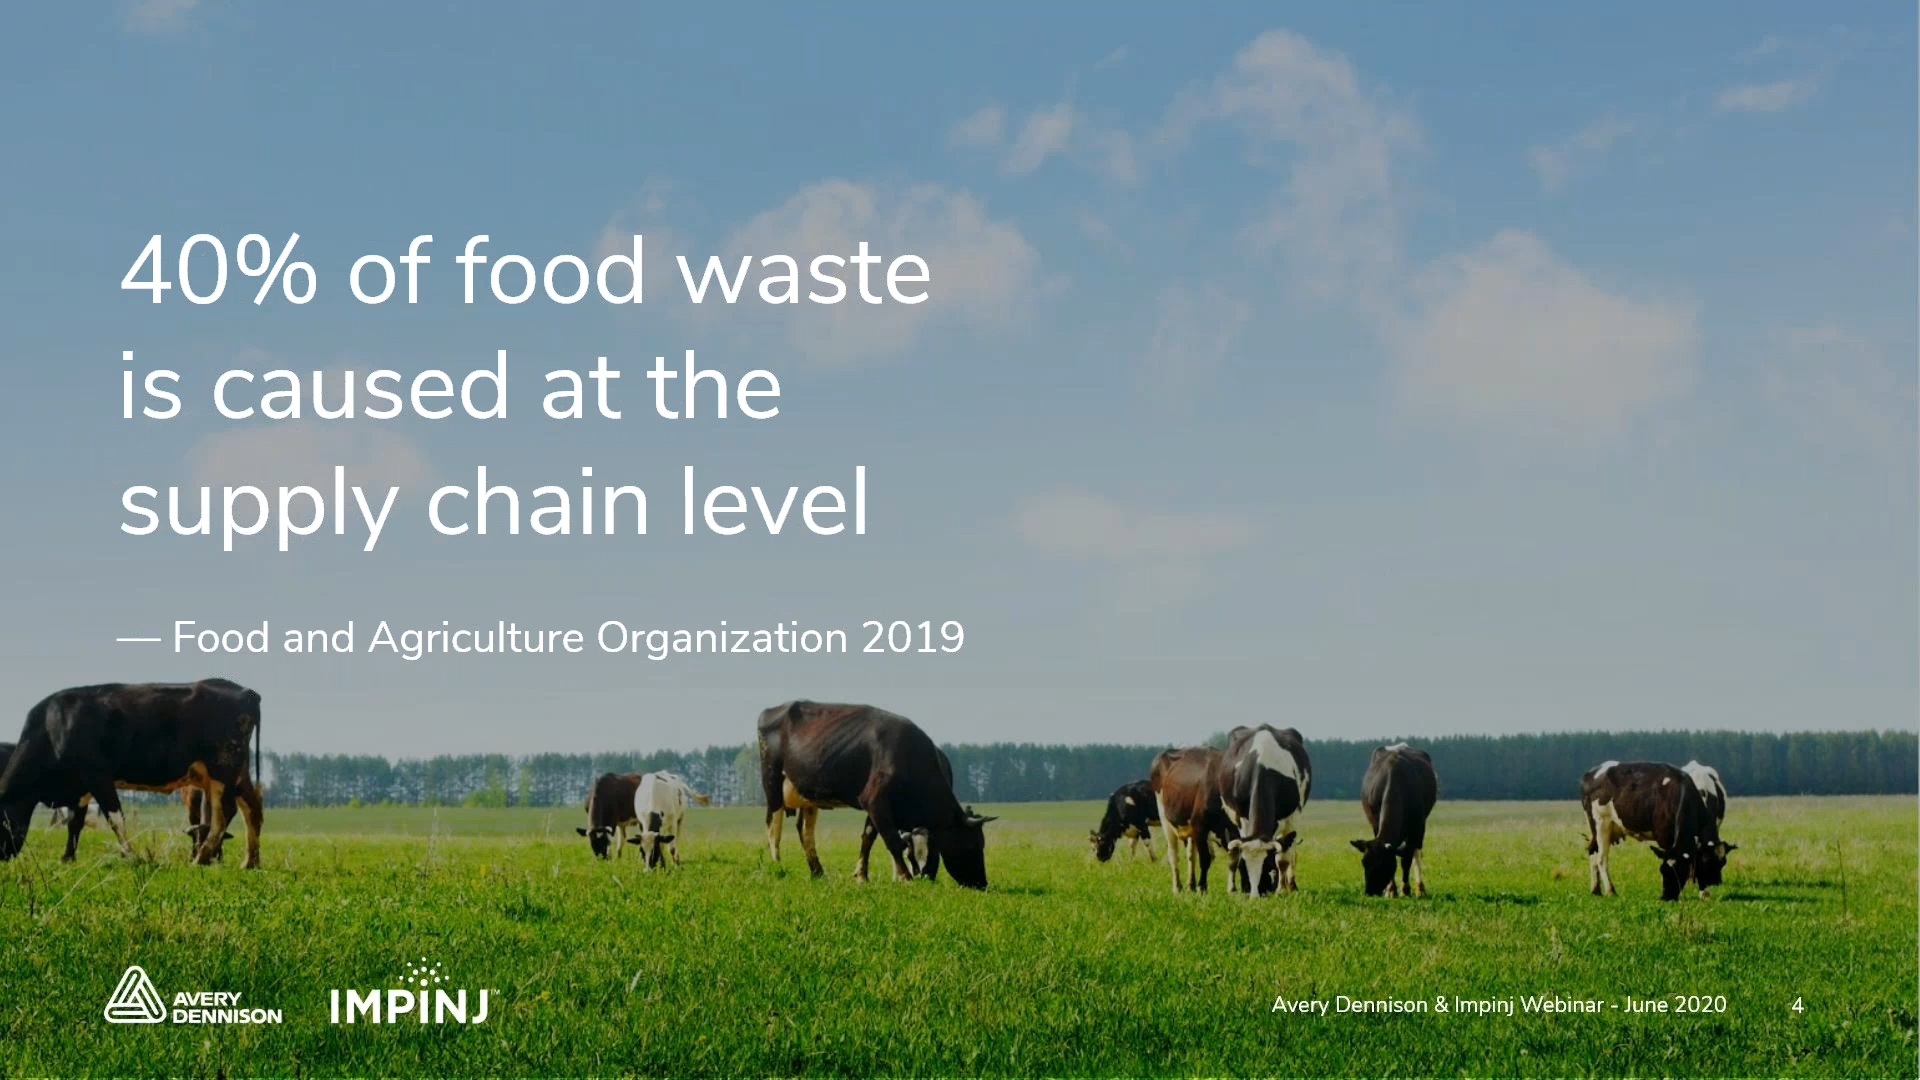 40% of food waste
is caused at the
supply chain level
— Food and Agriculture Organization 2019
AVERY
DENNISON
IMPINJ™
Avery Dennison & Impinj Webinar - June 2020
4